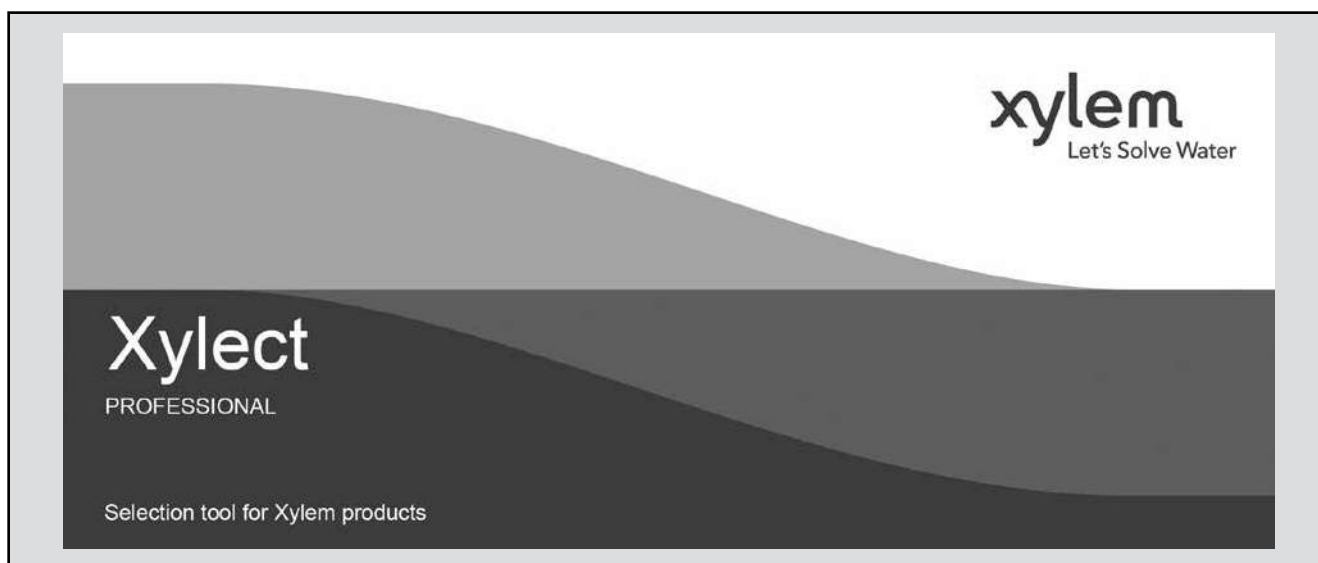 xylem
Let's Solve Water
Xylect
PROFESSIONAL
Selection tool for Xylem products